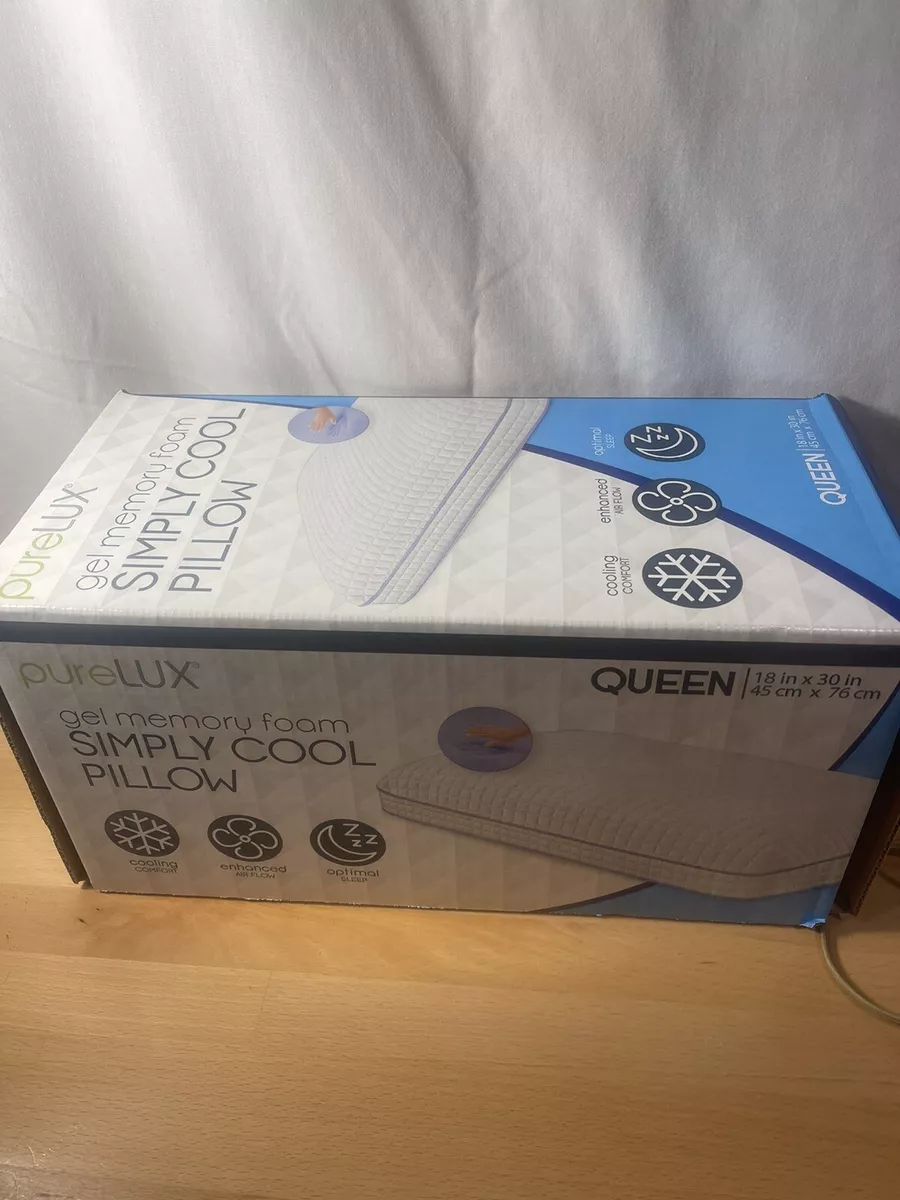 pureLUX®
gel memory foam
SIMPLY COOL
PILLOW
optimal
SLEEP
enhanced
AIR FLOW
cooling
COMFORT
QUEEN
18 in x 30 in
45 cm x 76 cm
pureLUX®
gel memory foam
SIMPLY COOL
PILLOW
QUEEN
18 in x 30 in
45 cm x 76 cm
cooling
COMFORT
enhanced
AIR FLOW
optimal
SLEEP